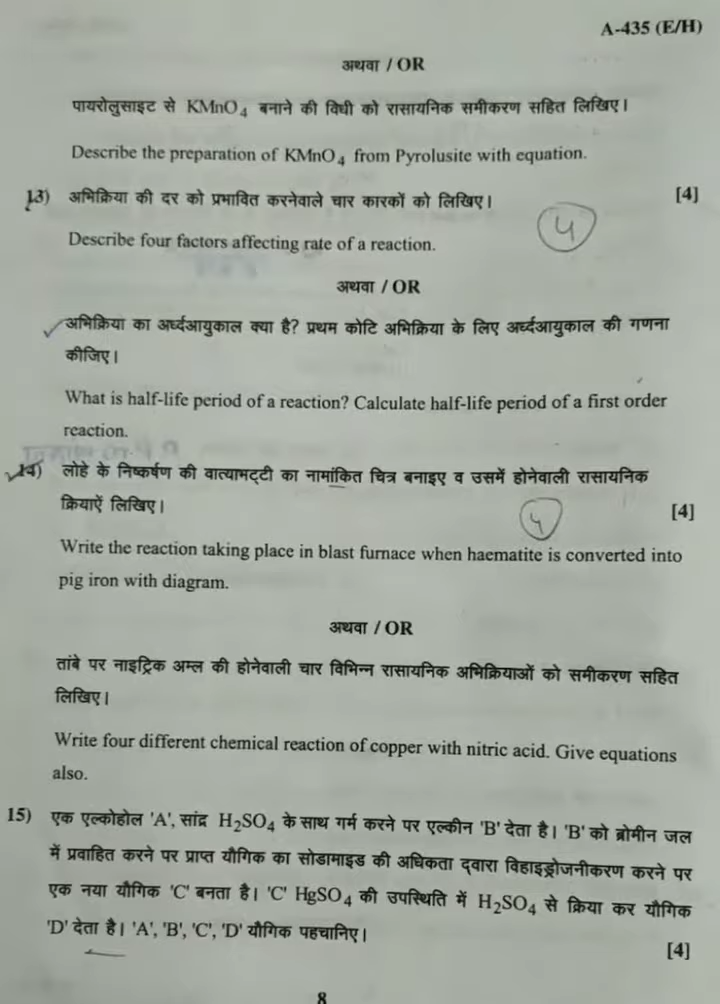 A-435 (E/H)
अथवा / OR
पायरोलुसाइट से KMnO₄ बनाने की विधी को रासायनिक समीकरण सहित लिखिए।
Describe the preparation of KMnO₄ from Pyrolusite with equation.
13) अभिक्रिया की दर को प्रभावित करनेवाले चार कारकों को लिखिए। [4]
4
Describe four factors affecting rate of a reaction.
अथवा / OR
अभिक्रिया का अर्ध्दआयुकाल क्या है? प्रथम कोटि अभिक्रिया के लिए अर्ध्दआयुकाल की गणना
कीजिए।
What is half-life period of a reaction? Calculate half-life period of a first order
reaction.
14) लोहे के निष्कर्षण की वात्याभट्टी का नामांकित चित्र बनाइए व उसमें होनेवाली रासायनिक
क्रियाऐं लिखिए। [4]
4
Write the reaction taking place in blast furnace when haematite is converted into
pig iron with diagram.
अथवा / OR
तांबे पर नाइट्रिक अम्ल की होनेवाली चार विभिन्न रासायनिक अभिक्रियाओं को समीकरण सहित
लिखिए।
Write four different chemical reaction of copper with nitric acid. Give equations
also.
15) एक एल्कोहोल 'A', सांद्र H₂SO₄ के साथ गर्म करने पर एल्कीन 'B' देता है। 'B' को ब्रोमीन जल
में प्रवाहित करने पर प्राप्त यौगिक का सोडामाइड की अधिकता द्वारा विहाइड्रोजनीकरण करने पर
एक नया यौगिक 'C' बनता है। 'C' HgSO₄ की उपस्थिति में H₂SO₄ से क्रिया कर यौगिक
'D' देता है। 'A', 'B', 'C', 'D' यौगिक पहचानिए।
[4]
8